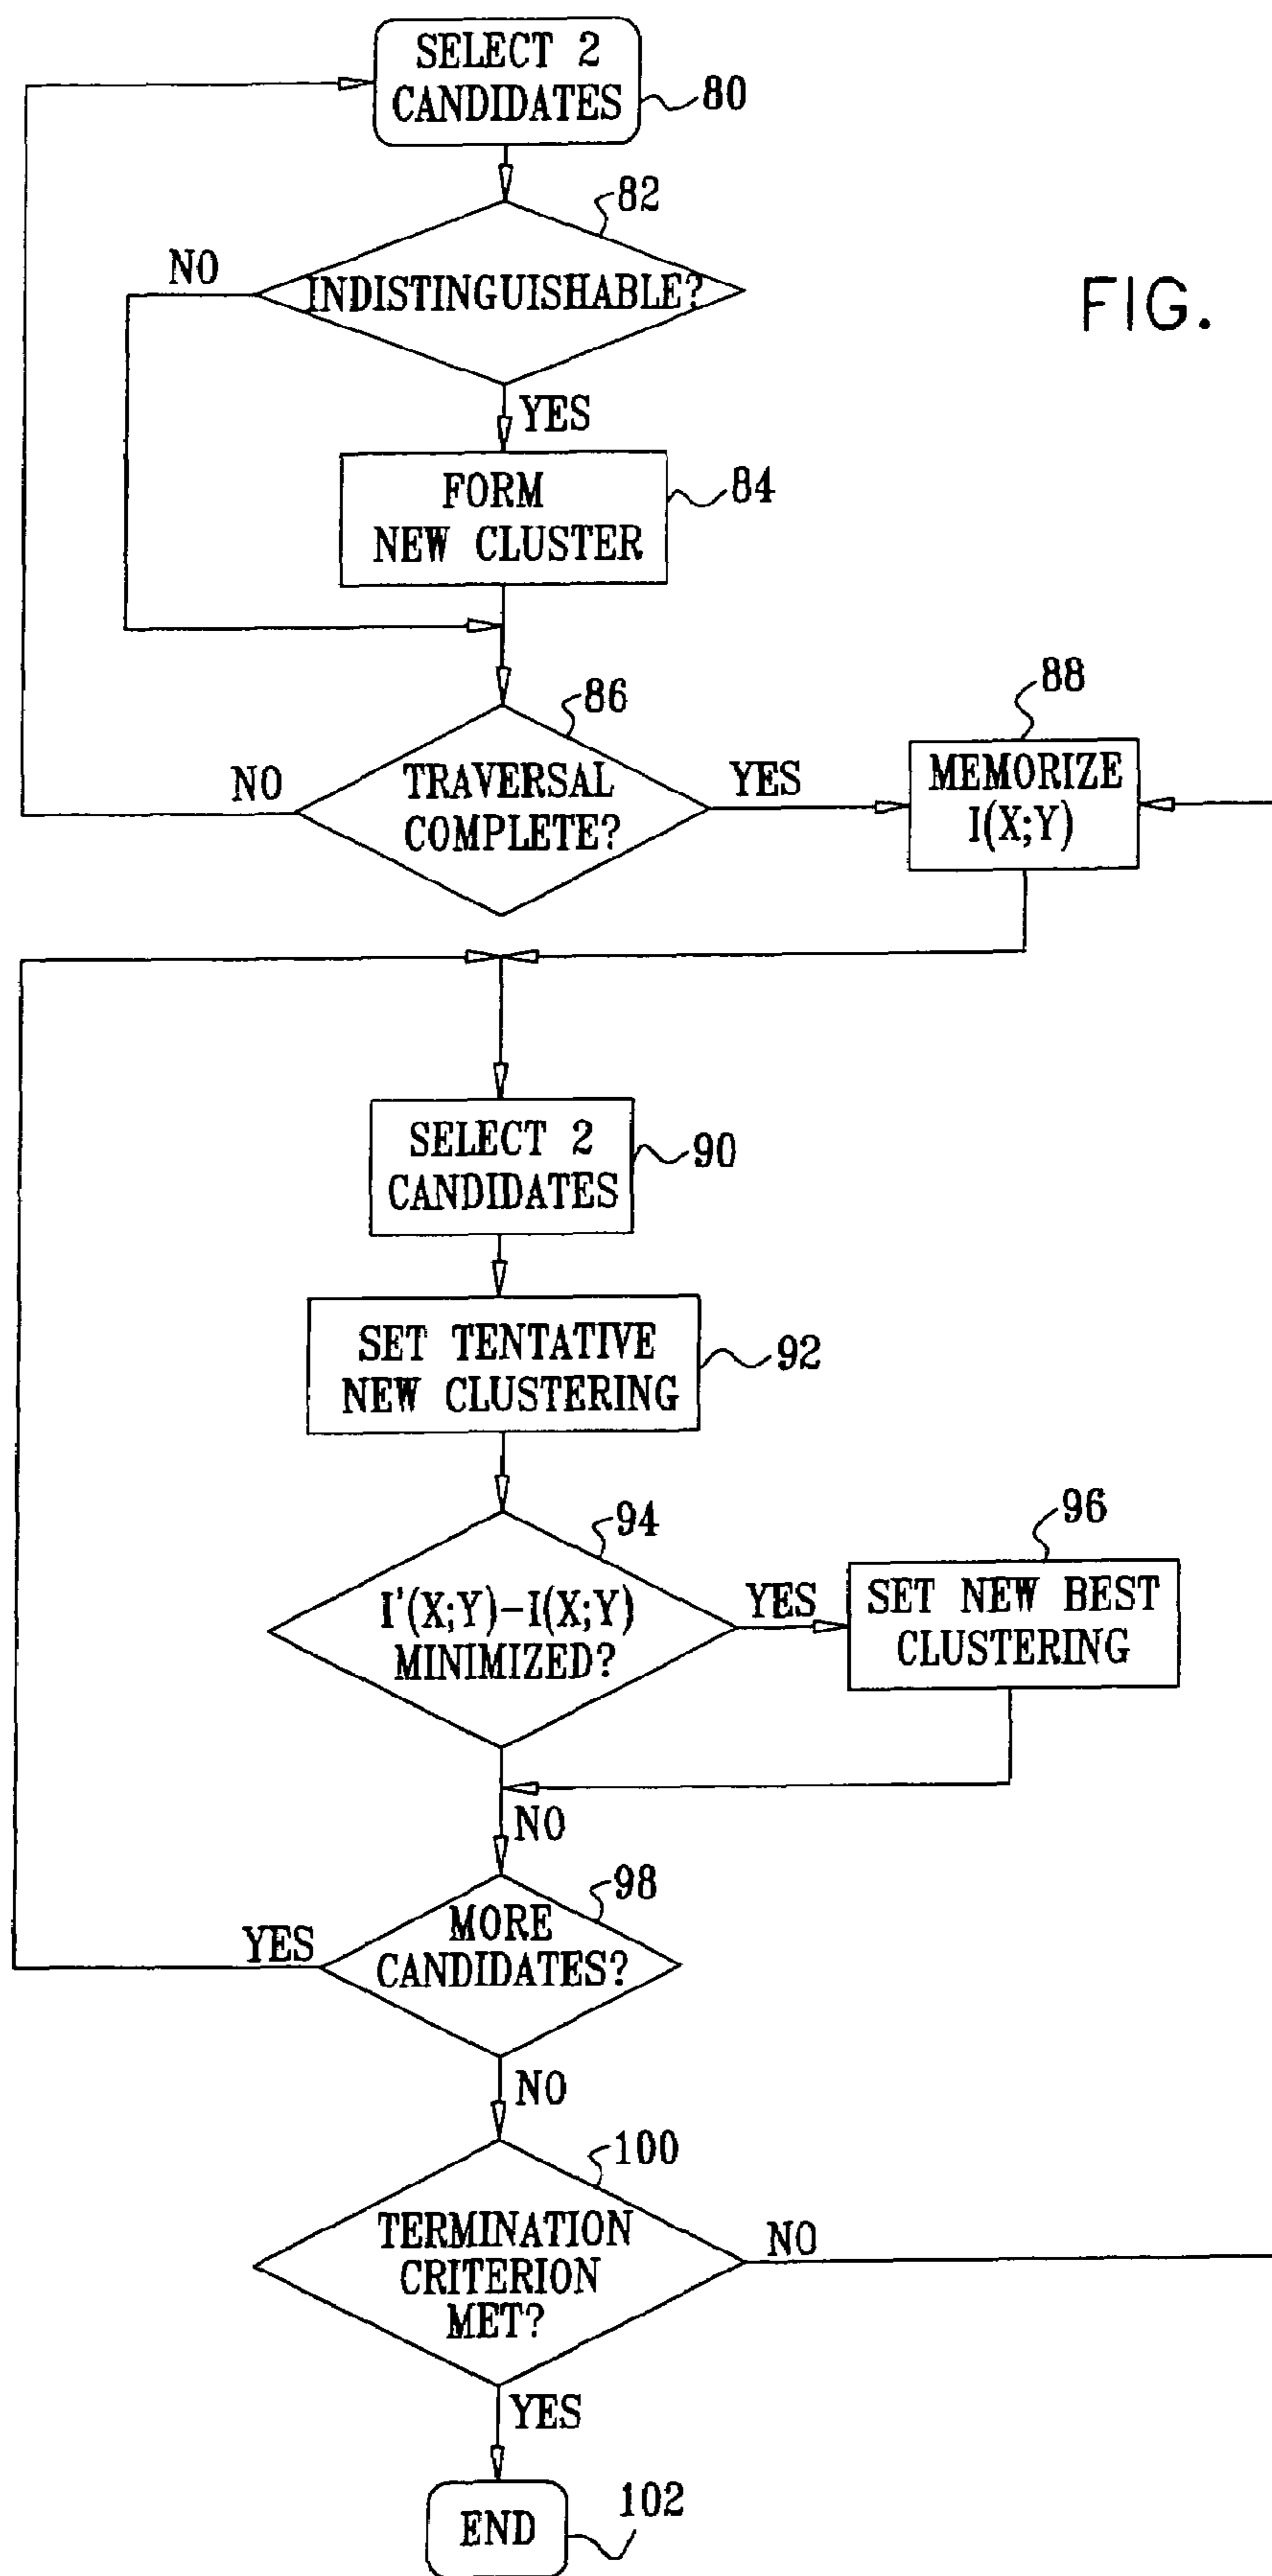 SELECT 2
CANDIDATES
80
82
NO
INDISTINGUISHABLE?
FIG.
YES
FORM
NEW CLUSTER
84
86
88
NO
TRAVERSAL
COMPLETE?
YES
MEMORIZE
I(X;Y)
SELECT 2
CANDIDATES
90
SET TENTATIVE
NEW CLUSTERING
92
94
96
I'(X;Y)-I(X;Y)
MINIMIZED?
YES
SET NEW BEST
CLUSTERING
NO
98
YES
MORE
CANDIDATES?
NO
100
TERMINATION
CRITERION
MET?
NO
YES
END
102